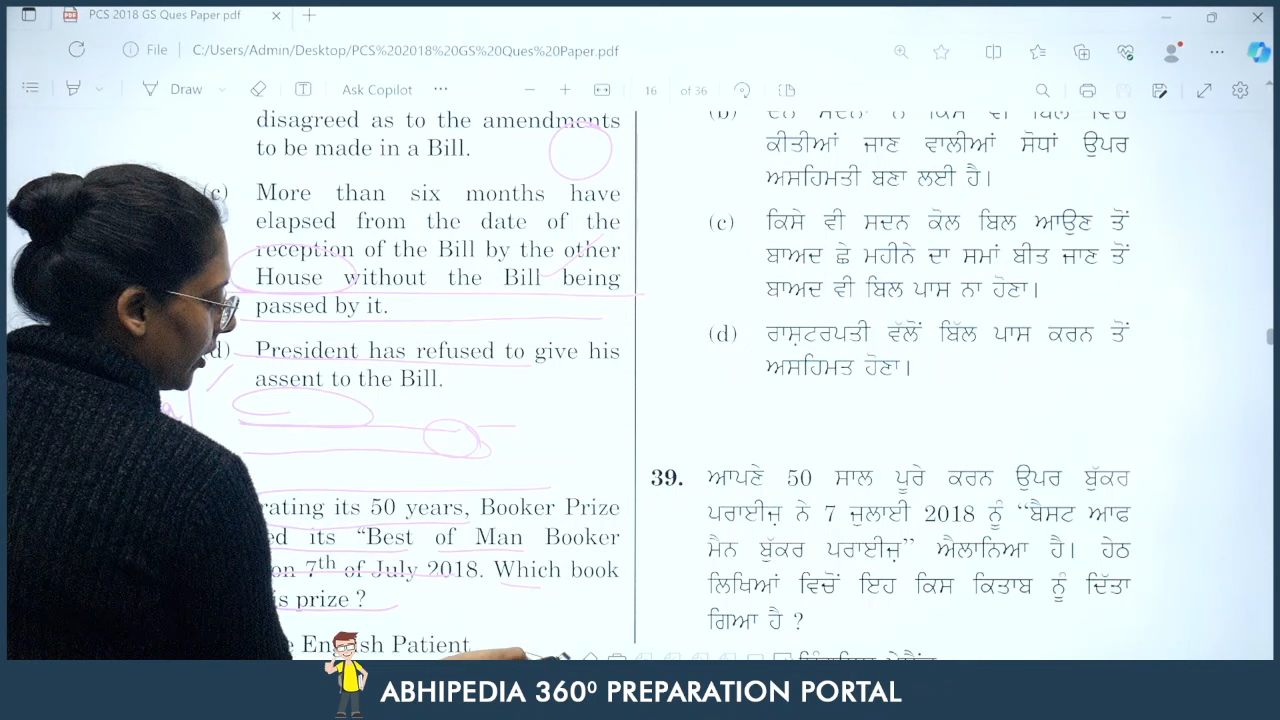 PCS 2018 GS Ques Paper.pdf
File C:/Users/Admin/Desktop/PCS%202018%20GS%20Ques%20Paper.pdf
Draw Ask Copilot 16 of 36
disagreed as to the amendments
to be made in a Bill.
(c) More than six months have
elapsed from the date of the
reception of the Bill by the other
House without the Bill being
passed by it.
d) President has refused to give his
assent to the Bill.
rating its 50 years, Booker Prize
ed its “Best of Man Booker
on 7th of July 2018. Which book
is prize ?
English Patient
(b)
ਕੀਤੀਆਂ ਜਾਣ ਵਾਲੀਆਂ ਸੋਧਾਂ ਉਪਰ
ਅਸਹਿਮਤੀ ਬਣਾ ਲਈ ਹੈ।
(c) ਕਿਸੇ ਵੀ ਸਦਨ ਕੋਲ ਬਿਲ ਆਉਣ ਤੋਂ
ਬਾਅਦ ਛੇ ਮਹੀਨੇ ਦਾ ਸਮਾਂ ਬੀਤ ਜਾਣ ਤੋਂ
ਬਾਅਦ ਵੀ ਬਿਲ ਪਾਸ ਨਾ ਹੋਣਾ।
(d) ਰਾਸ਼ਟਰਪਤੀ ਵੱਲੋਂ ਬਿੱਲ ਪਾਸ ਕਰਨ ਤੋਂ
ਅਸਹਿਮਤ ਹੋਣਾ।
39. ਆਪਣੇ 50 ਸਾਲ ਪੂਰੇ ਕਰਨ ਉਪਰ ਬੁੱਕਰ
ਪਰਾਈਜ਼ ਨੇ 7 ਜੁਲਾਈ 2018 ਨੂੰ “ਬੈਸਟ ਆਫ
ਮੈਨ ਬੁੱਕਰ ਪਰਾਈਜ਼” ਐਲਾਨਿਆ ਹੈ। ਹੇਠ
ਲਿਖਿਆਂ ਵਿਚੋਂ ਇਹ ਕਿਸ ਕਿਤਾਬ ਨੂੰ ਦਿੱਤਾ
ਗਿਆ ਹੈ ?
ABHIPEDIA 360⁰ PREPARATION PORTAL